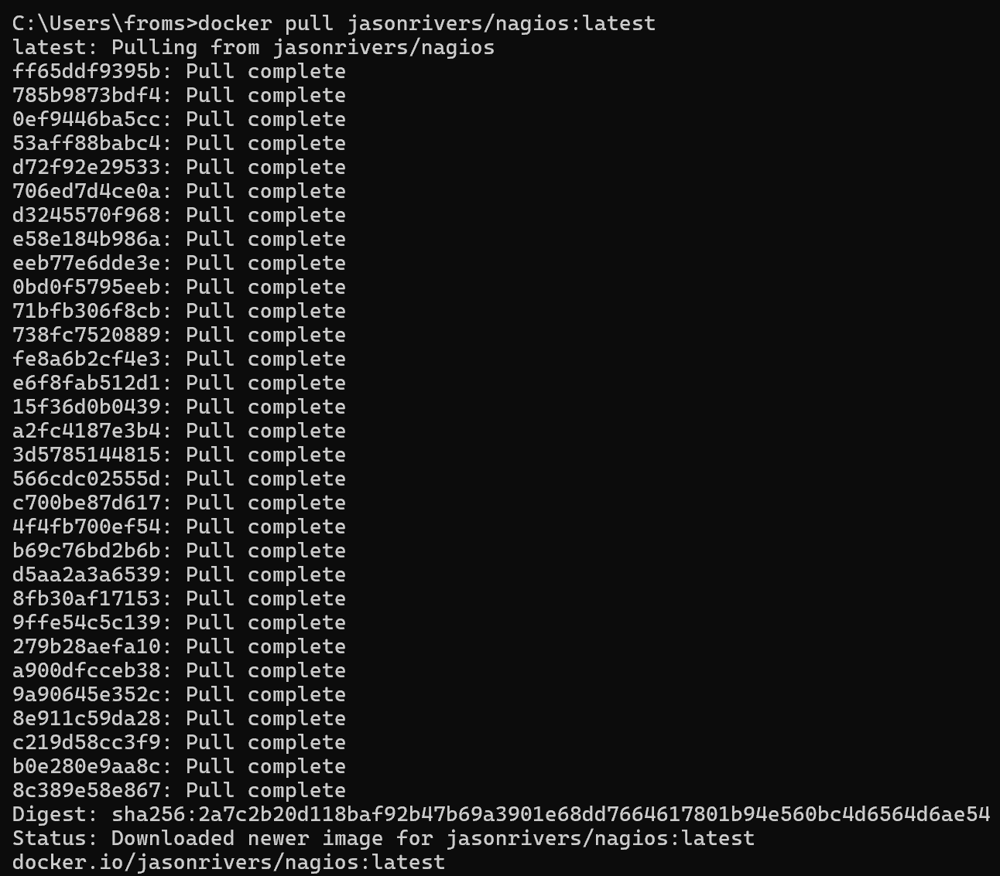 C:\Users\froms>docker pull jasonrivers/nagios:latest
latest: Pulling from jasonrivers/nagios
ff65ddf9395b: Pull complete
785b9873bdf4: Pull complete
0ef9446ba5cc: Pull complete
53aff88babc4: Pull complete
d72f92e29533: Pull complete
706ed7d4ce0a: Pull complete
d3245570f968: Pull complete
e58e184b986a: Pull complete
eeb77e6dde3e: Pull complete
0bd0f5795eeb: Pull complete
71bfb306f8cb: Pull complete
738fc7520889: Pull complete
fe8a6b2cf4e3: Pull complete
e6f8fab512d1: Pull complete
15f36d0b0439: Pull complete
a2fc4187e3b4: Pull complete
3d5785144815: Pull complete
566cdc02555d: Pull complete
c700be87d617: Pull complete
4f4fb700ef54: Pull complete
b69c76bd2b6b: Pull complete
d5aa2a3a6539: Pull complete
8fb30af17153: Pull complete
9ffe54c5c139: Pull complete
279b28aefa10: Pull complete
a900dfcceb38: Pull complete
9a90645e352c: Pull complete
8e911c59da28: Pull complete
c219d58cc3f9: Pull complete
b0e280e9aa8c: Pull complete
8c389e58e867: Pull complete
Digest: sha256:2a7c2b20d118baf92b47b69a3901e68dd7664617801b94e560bc4d6564d6ae54
Status: Downloaded newer image for jasonrivers/nagios:latest
docker.io/jasonrivers/nagios:latest